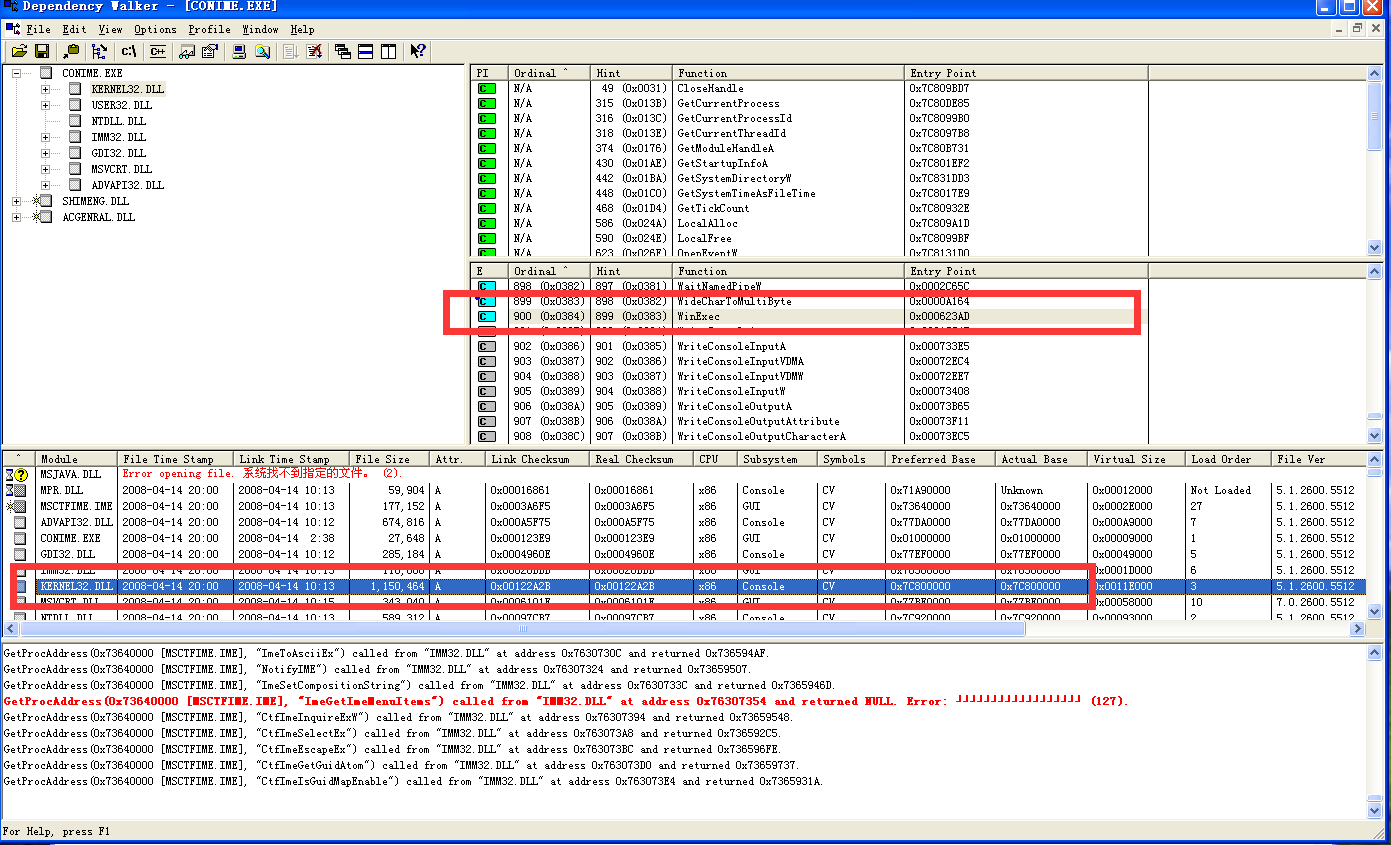 Dependency Walker - [CONIME.EXE]
File Edit View Options Profile Window Help
C:\ C++
CONIME.EXE
KERNEL32.DLL
USER32.DLL
NTDLL.DLL
IMM32.DLL
GDI32.DLL
MSVCRT.DLL
ADVAPI32.DLL
SHIMENG.DLL
ACGENRAL.DLL
PI Ordinal ^ Hint Function Entry Point
C N/A 49 (0x0031) CloseHandle 0x7C809BD7
C N/A 315 (0x013B) GetCurrentProcess 0x7C80DE85
C N/A 316 (0x013C) GetCurrentProcessId 0x7C8099B0
C N/A 318 (0x013E) GetCurrentThreadId 0x7C8097B8
C N/A 374 (0x0176) GetModuleHandleA 0x7C80B731
C N/A 430 (0x01AE) GetStartupInfoA 0x7C801EF2
C N/A 442 (0x01BA) GetSystemDirectoryW 0x7C831DD3
C N/A 448 (0x01C0) GetSystemTimeAsFileTime 0x7C8017E9
C N/A 468 (0x01D4) GetTickCount 0x7C80932E
C N/A 586 (0x024A) LocalAlloc 0x7C809A1D
C N/A 590 (0x024E) LocalFree 0x7C8099BF
C N/A 623 (0x026F) OpenEventW 0x7C8131D0
E Ordinal ^ Hint Function Entry Point
C 898 (0x0382) 897 (0x0381) WaitNamedPipeW 0x0002C65C
C 899 (0x0383) 898 (0x0382) WideCharToMultiByte 0x0000A164
C 900 (0x0384) 899 (0x0383) WinExec 0x000623AD
C 902 (0x0386) 901 (0x0385) WriteConsoleInputA 0x000733E5
C 903 (0x0387) 902 (0x0386) WriteConsoleInputVDMA 0x00072EC4
C 904 (0x0388) 903 (0x0387) WriteConsoleInputVDMW 0x00072EE7
C 905 (0x0389) 904 (0x0388) WriteConsoleInputW 0x00073408
C 906 (0x038A) 905 (0x0389) WriteConsoleOutputA 0x00073B65
C 907 (0x038B) 906 (0x038A) WriteConsoleOutputAttribute 0x00073F11
C 908 (0x038C) 907 (0x038B) WriteConsoleOutputCharacterA 0x00073EC5
^ Module File Time Stamp Link Time Stamp File Size Attr. Link Checksum Real Checksum CPU Subsystem Symbols Preferred Base Actual Base Virtual Size Load Order File Ver
? MSJAVA.DLL Error opening file. 系统找不到指定的文件。 (2).
MPR.DLL 2008-04-14 20:00 2008-04-14 10:13 59,904 A 0x00016861 0x00016861 x86 Console CV 0x71A90000 Unknown 0x00012000 Not Loaded 5.1.2600.5512
MSCTFIME.IME 2008-04-14 20:00 2008-04-14 10:13 177,152 A 0x0003A6F5 0x0003A6F5 x86 GUI CV 0x73640000 0x73640000 0x0002E000 27 5.1.2600.5512
ADVAPI32.DLL 2008-04-14 20:00 2008-04-14 10:12 674,816 A 0x000A5F75 0x000A5F75 x86 Console CV 0x77DA0000 0x77DA0000 0x000A9000 7 5.1.2600.5512
CONIME.EXE 2008-04-14 20:00 2008-04-14 2:38 27,648 A 0x000123E9 0x000123E9 x86 GUI CV 0x01000000 0x01000000 0x00009000 1 5.1.2600.5512
GDI32.DLL 2008-04-14 20:00 2008-04-14 10:12 285,184 A 0x0004960E 0x0004960E x86 Console CV 0x77EF0000 0x77EF0000 0x00049000 5 5.1.2600.5512
IMM32.DLL 2008-04-14 20:00 2008-04-14 10:13 A GUI CV 0x0001D000 6 5.1.2600.5512
KERNEL32.DLL 2008-04-14 20:00 2008-04-14 10:13 1,150,464 A 0x00122A2B 0x00122A2B x86 Console CV 0x7C800000 0x7C800000 0x0011E000 3 5.1.2600.5512
MSVCRT.DLL 2008-04-14 20:00 2008-04-14 10:15 343,040 A 0x0006101E 0x0006101E x86 GUI CV 0x77BE0000 0x77BE0000 0x00058000 10 7.0.2600.5512
NTDLL.DLL 2008-04-14 20:00 2008-04-14 10:13 589,312 A 0x00097CB7 0x00097CB7 x86 Console CV 0x7C920000 0x7C920000 0x00093000 2 5.1.2600.5512
GetProcAddress(0x73640000 [MSCTFIME.IME], "ImeToAsciiEx") called from "IMM32.DLL" at address 0x7630730C and returned 0x736594AF.
GetProcAddress(0x73640000 [MSCTFIME.IME], "NotifyIME") called from "IMM32.DLL" at address 0x76307324 and returned 0x73659507.
GetProcAddress(0x73640000 [MSCTFIME.IME], "ImeSetCompositionString") called from "IMM32.DLL" at address 0x7630733C and returned 0x7365946D.
GetProcAddress(0x73640000 [MSCTFIME.IME], "ImeGetImeMenuItems") called from "IMM32.DLL" at address 0x76307354 and returned NULL. Error: (127).
GetProcAddress(0x73640000 [MSCTFIME.IME], "CtfImeInquireExW") called from "IMM32.DLL" at address 0x76307394 and returned 0x73659548.
GetProcAddress(0x73640000 [MSCTFIME.IME], "CtfImeSelectEx") called from "IMM32.DLL" at address 0x763073A8 and returned 0x736592C5.
GetProcAddress(0x73640000 [MSCTFIME.IME], "CtfImeEscapeEx") called from "IMM32.DLL" at address 0x763073BC and returned 0x736596FE.
GetProcAddress(0x73640000 [MSCTFIME.IME], "CtfImeGetGuidAtom") called from "IMM32.DLL" at address 0x763073D0 and returned 0x73659737.
GetProcAddress(0x73640000 [MSCTFIME.IME], "CtfImeIsGuidMapEnable") called from "IMM32.DLL" at address 0x763073E4 and returned 0x7365931A.
For Help, press F1